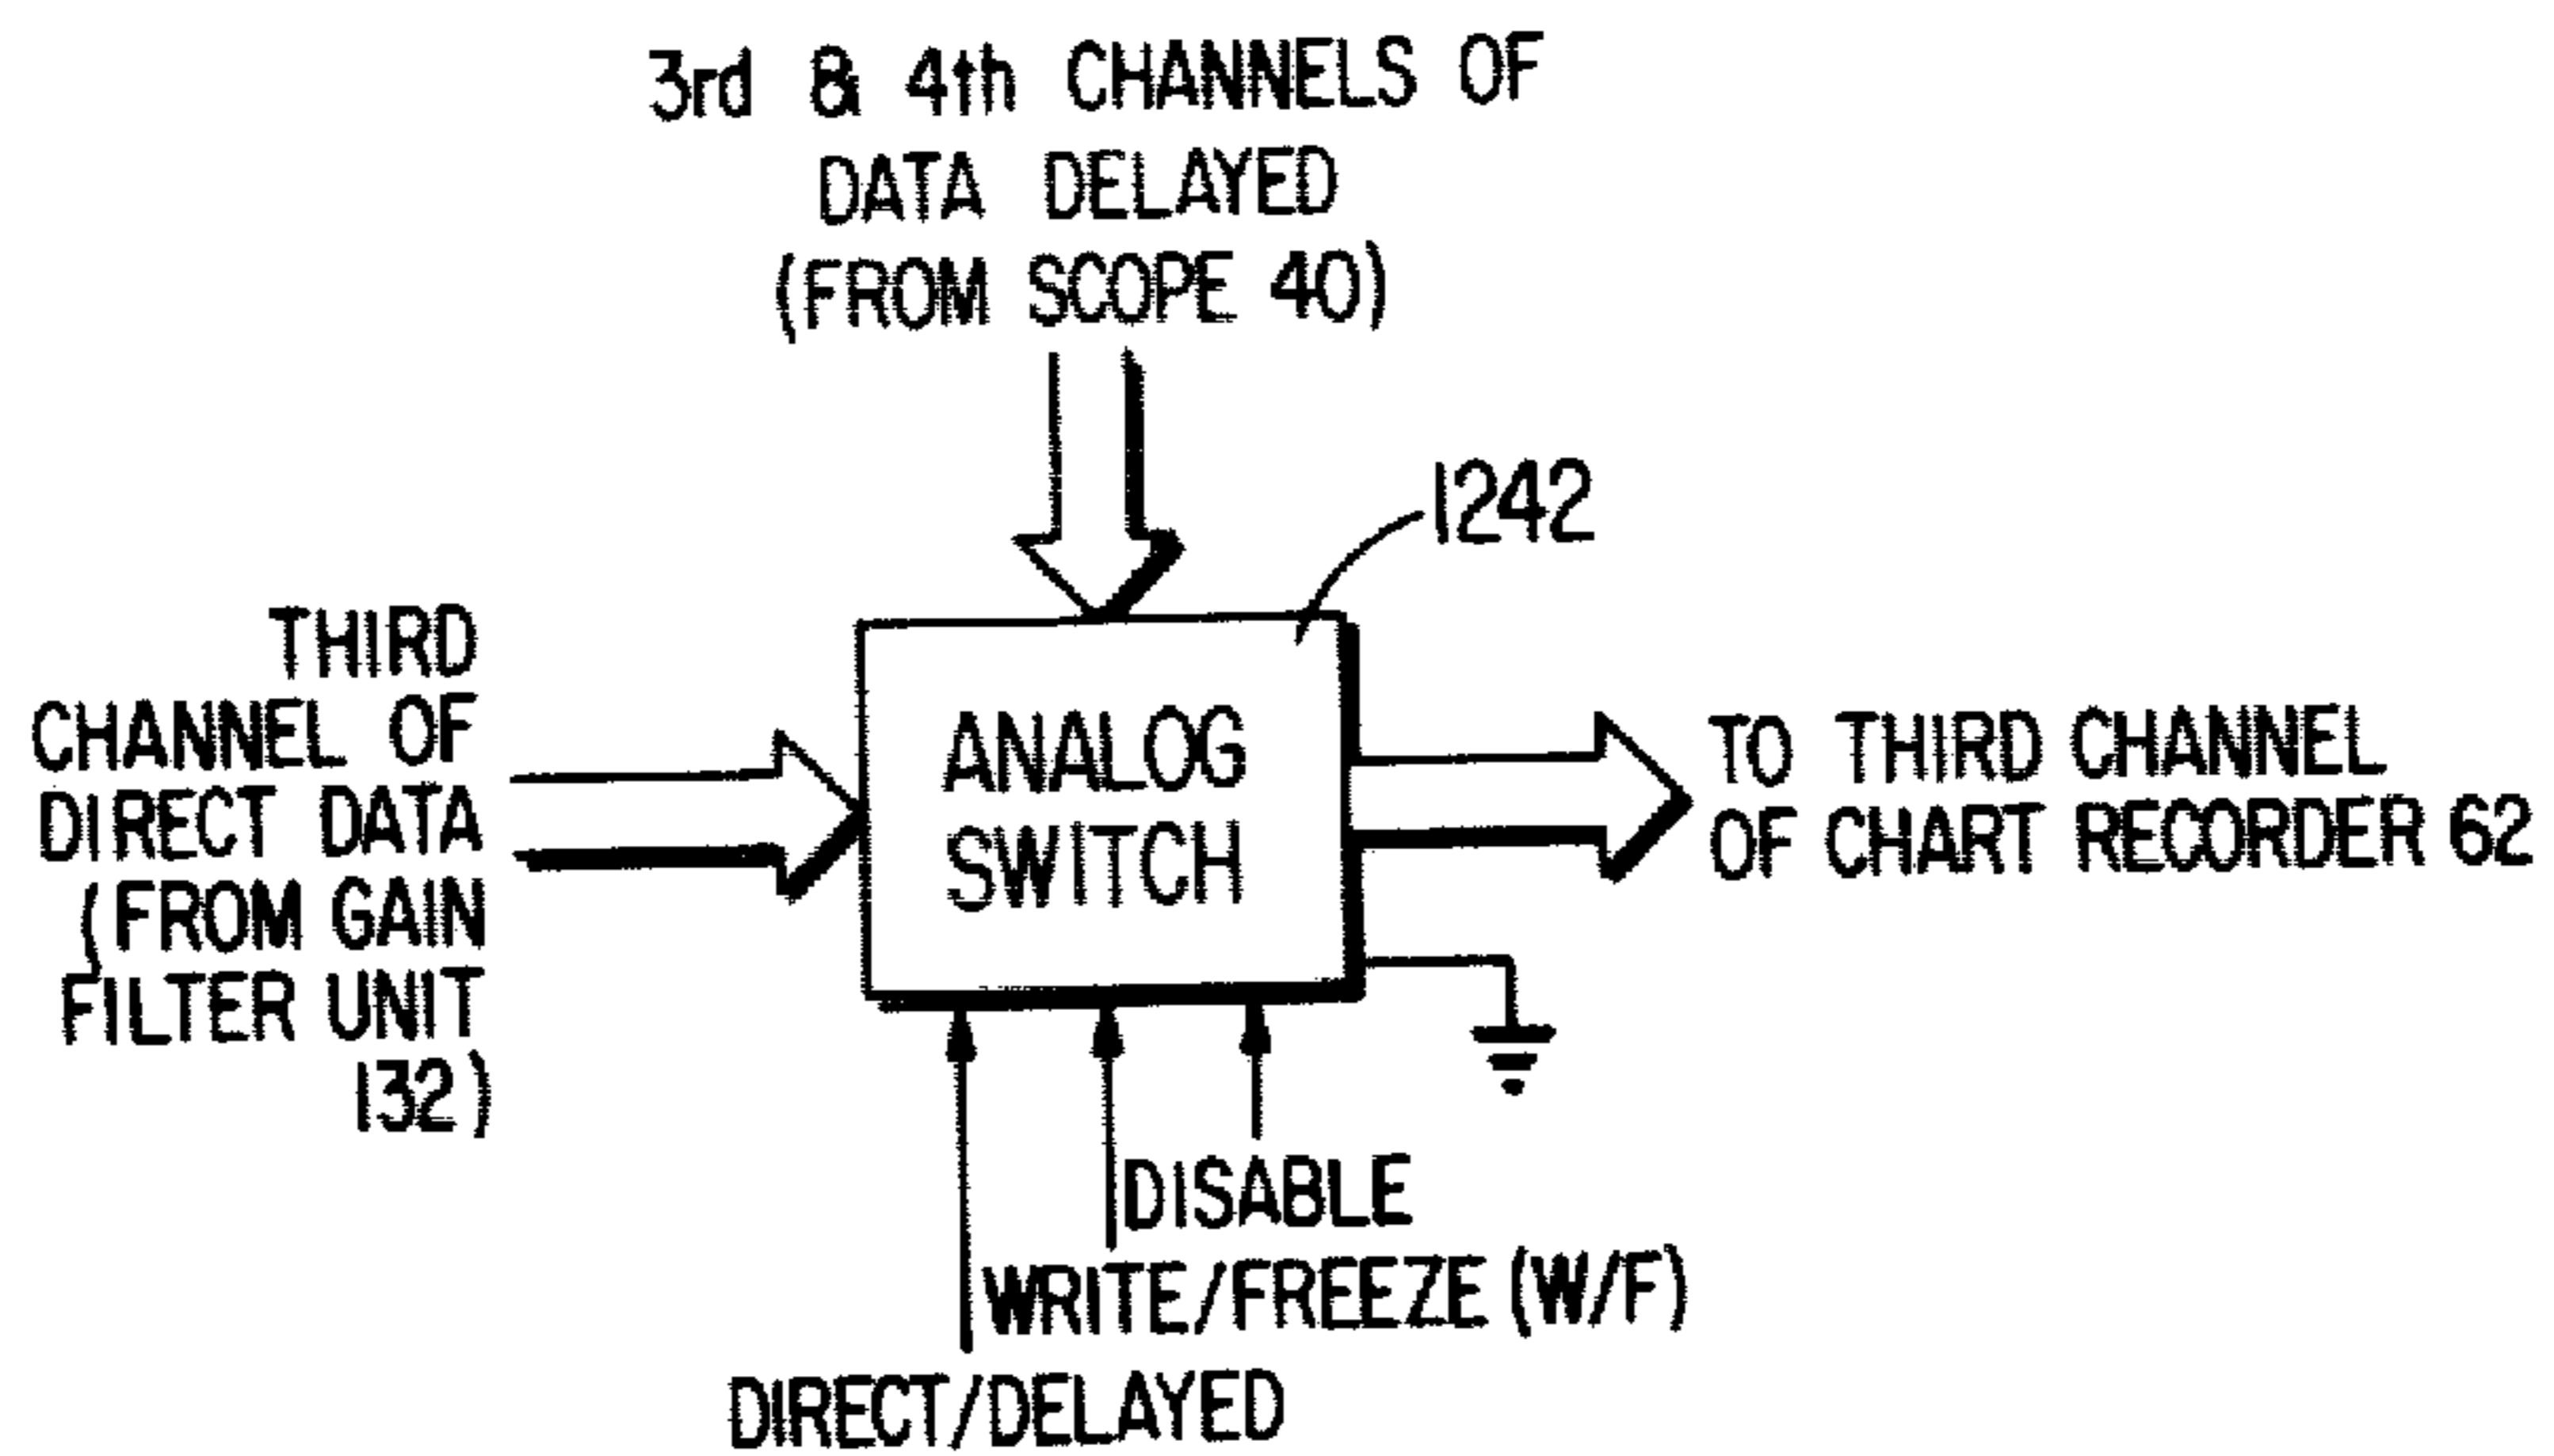 3rd & 4th CHANNELS OF
DATA DELAYED
(FROM SCOPE 40)
1242
THIRD
CHANNEL OF
DIRECT DATA
(FROM GAIN
FILTER UNIT
132)
ANALOG
SWITCH
TO THIRD CHANNEL
OF CHART RECORDER 62
DISABLE
WRITE/FREEZE (W/F)
DIRECT/DELAYED